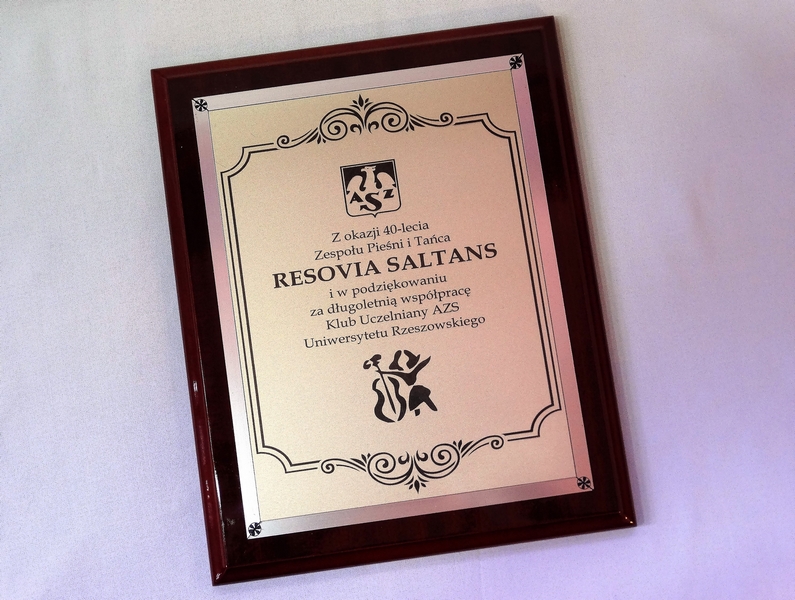 AZS
Z okazji 40-lecia
Zespołu Pieśni i Tańca
RESOVIA SALTANS
i w podziękowaniu
za długoletnią współpracę
Klub Uczelniany AZS
Uniwersytetu Rzeszowskiego